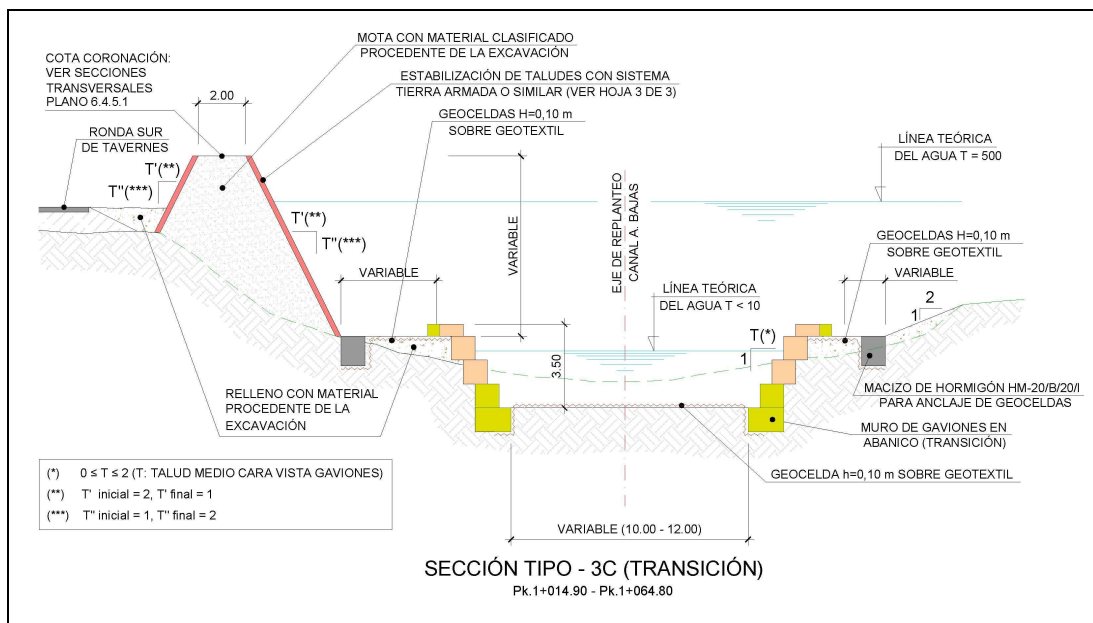 MOTA CON MATERIAL CLASIFICADO
PROCEDENTE DE LA EXCAVACIÓN
COTA CORONACIÓN:
VER SECCIONES
TRANSVERSALES
PLANO 6.4.5.1
ESTABILIZACIÓN DE TALUDES CON SISTEMA
TIERRA ARMADA O SIMILAR (VER HOJA 3 DE 3)
2.00
GEOCELDAS H=0,10 m
SOBRE GEOTEXTIL
RONDA SUR
DE TAVERNES
LÍNEA TEÓRICA
DEL AGUA T = 500
T'(**)
T"(***)
T'(**)
T"(***)
VARIABLE
EJE DE REPLANTEO
CANAL A. BAJAS
GEOCELDAS H=0,10 m
SOBRE GEOTEXTIL
VARIABLE
VARIABLE
LÍNEA TEÓRICA
DEL AGUA T < 10
2
1
T(*)
1
3.50
RELLENO CON MATERIAL
PROCEDENTE DE LA
EXCAVACIÓN
MACIZO DE HORMIGÓN HM-20/B/20/I
PARA ANCLAJE DE GEOCELDAS
MURO DE GAVIONES EN
ABANICO (TRANSICIÓN)
GEOCELDA h=0,10 m SOBRE GEOTEXTIL
(*) 0 ≤ T ≤ 2 (T: TALUD MEDIO CARA VISTA GAVIONES)
(**) T' inicial = 2, T' final = 1
(***) T" inicial = 1, T" final = 2
VARIABLE (10.00 - 12.00)
SECCIÓN TIPO - 3C (TRANSICIÓN)
Pk.1+014.90 - Pk.1+064.80